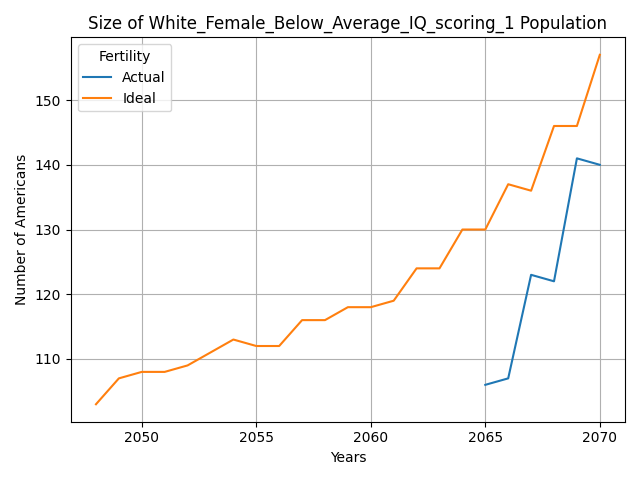 Size of White_Female_Below_Average_IQ_scoring_1 Population
Fertility
Actual
Ideal
Number of Americans
150
140
130
120
110
2050
2055
2060
2065
2070
Years